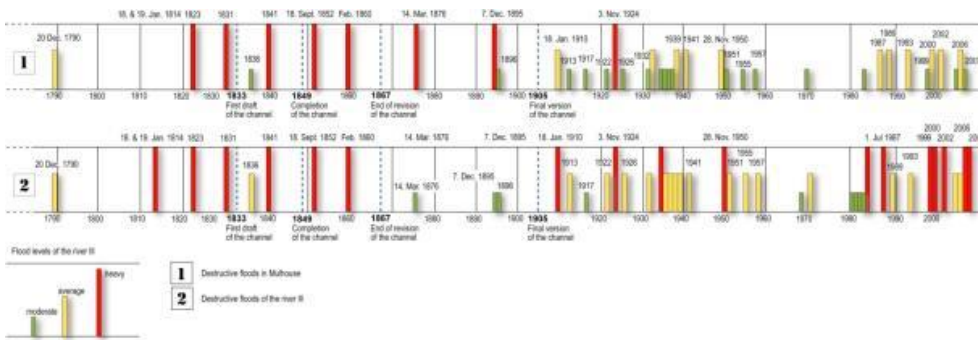 18. & 19. Jan. 1814 1823 1831 1841 18. Sept. 1852 Feb. 1860 14. Mar. 1876 7. Dec. 1895 3. Nov. 1924
20 Dec. 1790 1836 1896 18. Jan. 1910 1913 1917 1922 1926 1932 1939 1941 28. Nov. 1950 1951 1955 1957 1987 1983 1999 2000 2002 2006
1
1790 1800 1810 1820 1830 1833 1840 1849 1850 1860 1867 1870 1880 1890 1900 1905 1910 1920 1930 1940 1950 1960 1970 1980 1990 2000
First draft of the channel
Completion of the channel
End of revision of the channel
Final version of the channel
18. & 19. Jan. 1814 1823 1831 1841 18. Sept. 1852 Feb. 1860 14. Mar. 1876 7. Dec. 1895 18. Jan. 1910 3. Nov. 1924 28. Nov. 1950 1. Jul 1987 1999 2000 2002 2006
20 Dec. 1790 1836 14. Mar. 1876 7. Dec. 1895 1896 1913 1917 1922 1926 1941 1951 1955 1957
2
1790 1800 1810 1820 1830 1833 1840 1849 1850 1860 1867 1870 1880 1890 1900 1905 1910 1920 1930 1940 1950 1960 1970 1980 1990 2000
First draft of the channel
Completion of the channel
End of revision of the channel
Final version of the channel
Flood levels of the river Ill
moderate
average
heavy
1 Destructive floods in Mulhouse
2 Destructive floods of the river Ill